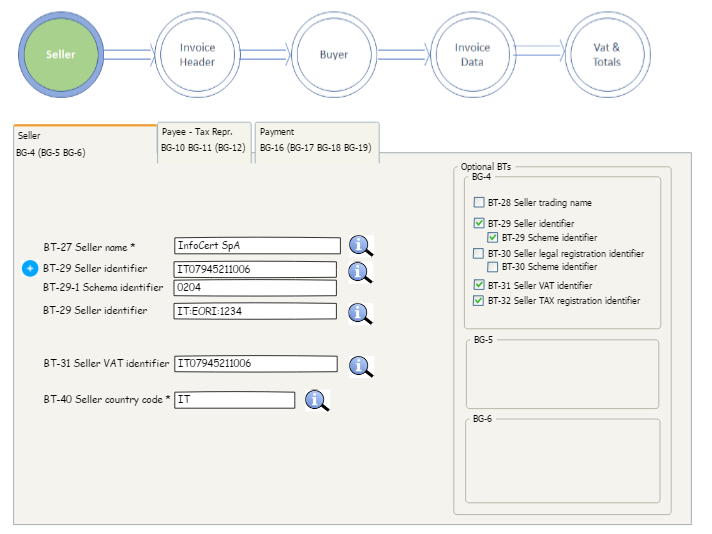 Seller
Invoice
Header
Buyer
Invoice
Data
Vat &
Totals
Seller
BG-4 (BG-5 BG-6)
Payee - Tax Repr.
BG-10 BG-11 (BG-12)
Payment
BG-16 (BG-17 BG-18 BG-19)
BT-27 Seller name * InfoCert SpA
BT-29 Seller identifier IT07945211006
BT-29-1 Schema identifier 0204
BT-29 Seller identifier IT:EORI:1234
BT-31 Seller VAT identifier IT07945211006
BT-40 Seller country code * IT
Optional BTs
BG-4
BT-28 Seller trading name
BT-29 Seller identifier
BT-29 Scheme identifier
BT-30 Seller legal registration identifier
BT-30 Scheme identifier
BT-31 Seller VAT identifier
BT-32 Seller TAX registration identifier
BG-5
BG-6